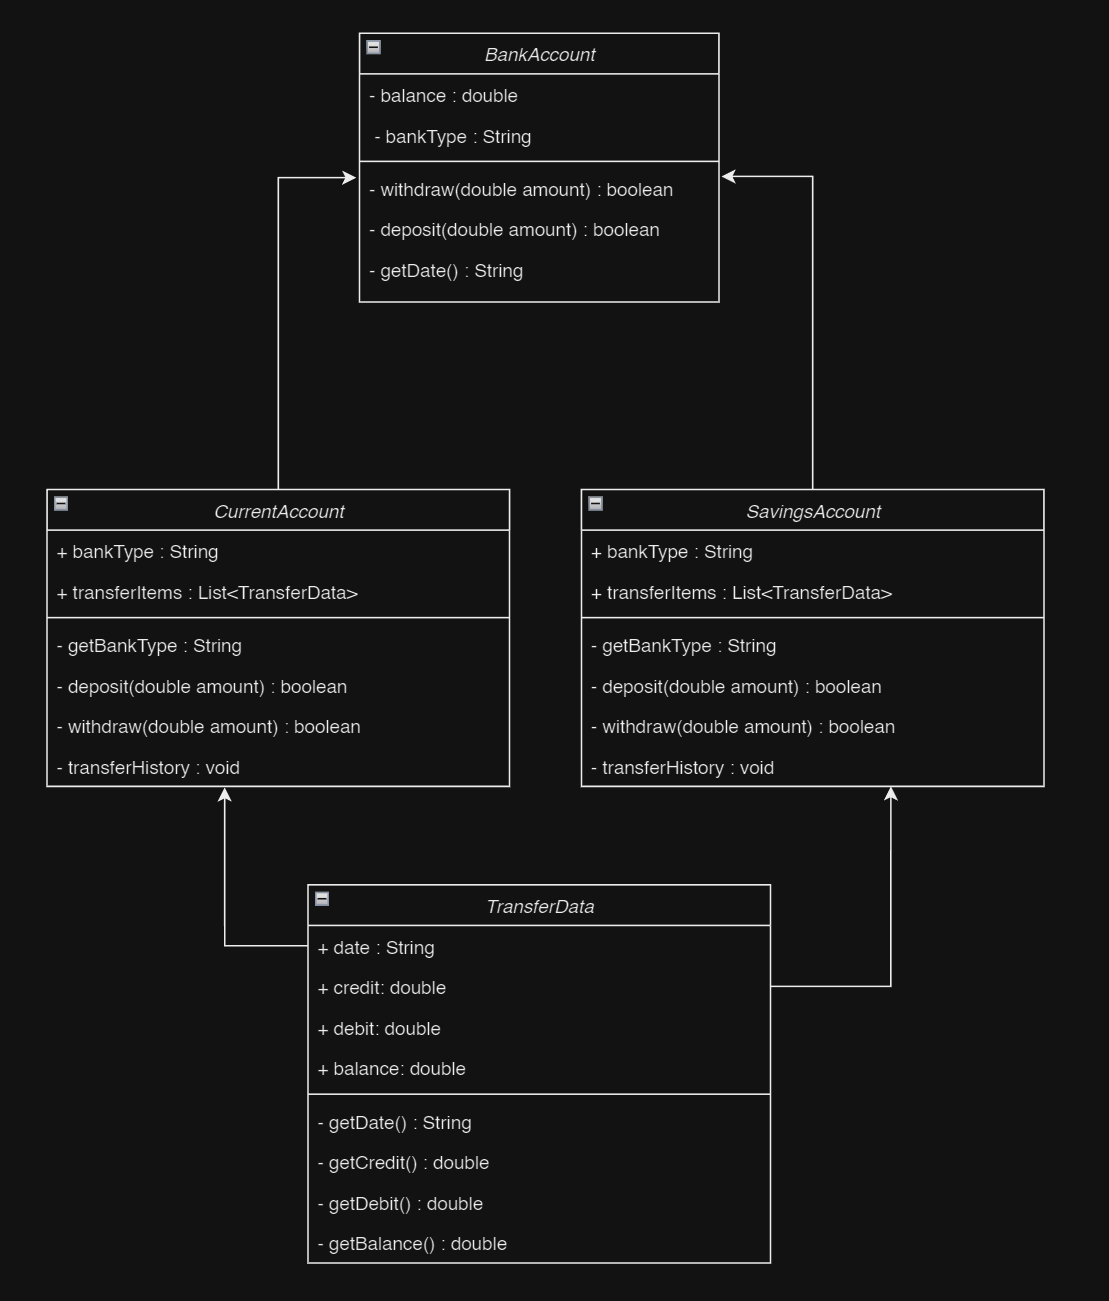 BankAccount
- balance : double
- bankType : String
- withdraw(double amount) : boolean
- deposit(double amount) : boolean
- getDate() : String
CurrentAccount
+ bankType : String
+ transferItems : List<TransferData>
- getBankType : String
- deposit(double amount) : boolean
- withdraw(double amount) : boolean
- transferHistory : void
SavingsAccount
+ bankType : String
+ transferItems : List<TransferData>
- getBankType : String
- deposit(double amount) : boolean
- withdraw(double amount) : boolean
- transferHistory : void
TransferData
+ date : String
+ credit: double
+ debit: double
+ balance: double
- getDate() : String
- getCredit() : double
- getDebit() : double
- getBalance() : double